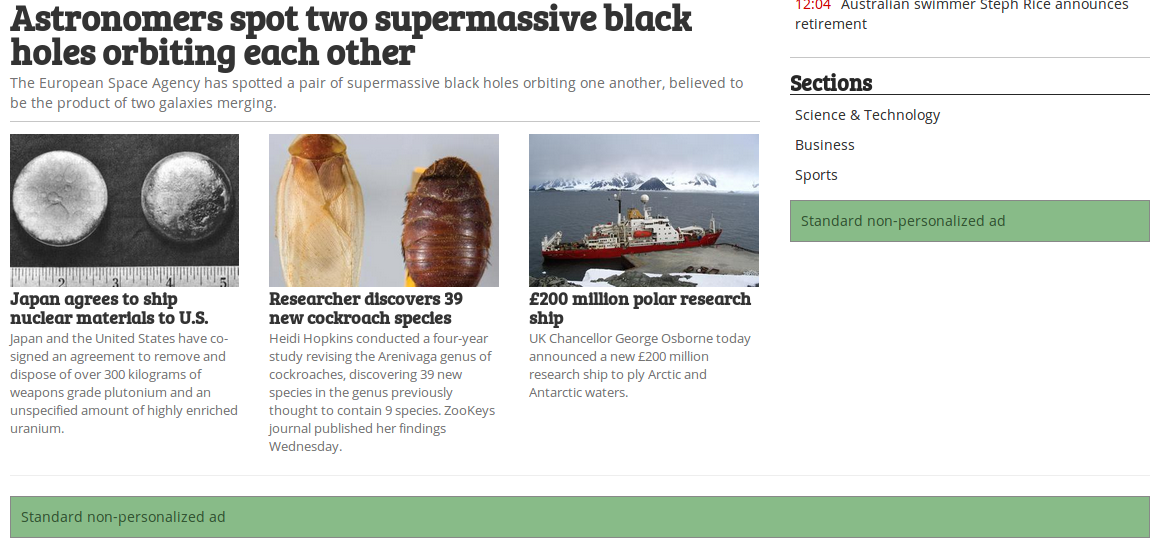 Astronomers spot two supermassive black
holes orbiting each other
The European Space Agency has spotted a pair of supermassive black holes orbiting one another, believed to
be the product of two galaxies merging.
2 3 4 5
Japan agrees to ship
nuclear materials to U.S.
Japan and the United States have co-
signed an agreement to remove and
dispose of over 300 kilograms of
weapons grade plutonium and an
unspecified amount of highly enriched
uranium.
Researcher discovers 39
new cockroach species
Heidi Hopkins conducted a four-year
study revising the Arenivaga genus of
cockroaches, discovering 39 new
species in the genus previously
thought to contain 9 species. ZooKeys
journal published her findings
Wednesday.
£200 million polar research
ship
UK Chancellor George Osborne today
announced a new £200 million
research ship to ply Arctic and
Antarctic waters.
12:04 Australian swimmer Steph Rice announces
retirement
Sections
Science & Technology
Business
Sports
Standard non-personalized ad
Standard non-personalized ad